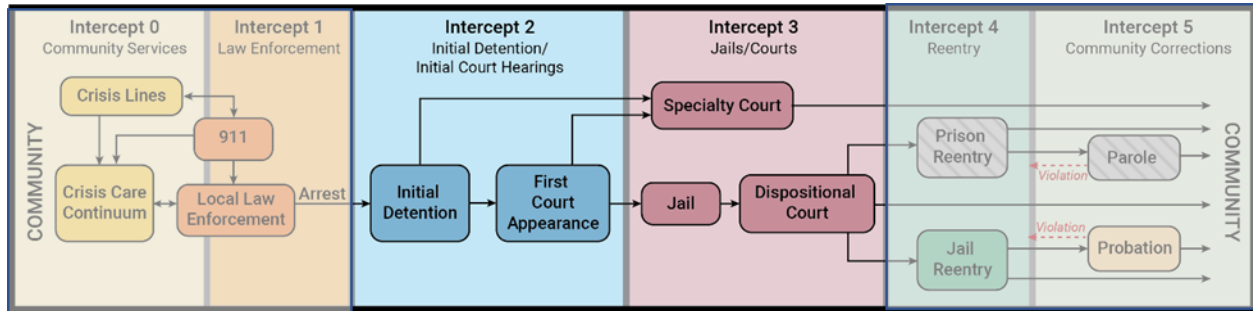 Intercept 0
Community Services
Intercept 1
Law Enforcement
Intercept 2
Initial Detention/
Initial Court Hearings
Intercept 3
Jails/Courts
Intercept 4
Reentry
Intercept 5
Community Corrections
COMMUNITY
Crisis Lines
911
Crisis Care
Continuum
Local Law
Enforcement
Arrest
Initial
Detention
First
Court
Appearance
Specialty Court
Jail
Dispositional
Court
Prison
Reentry
Parole
Violation
Violation
Jail
Reentry
Probation
COMMUNITY